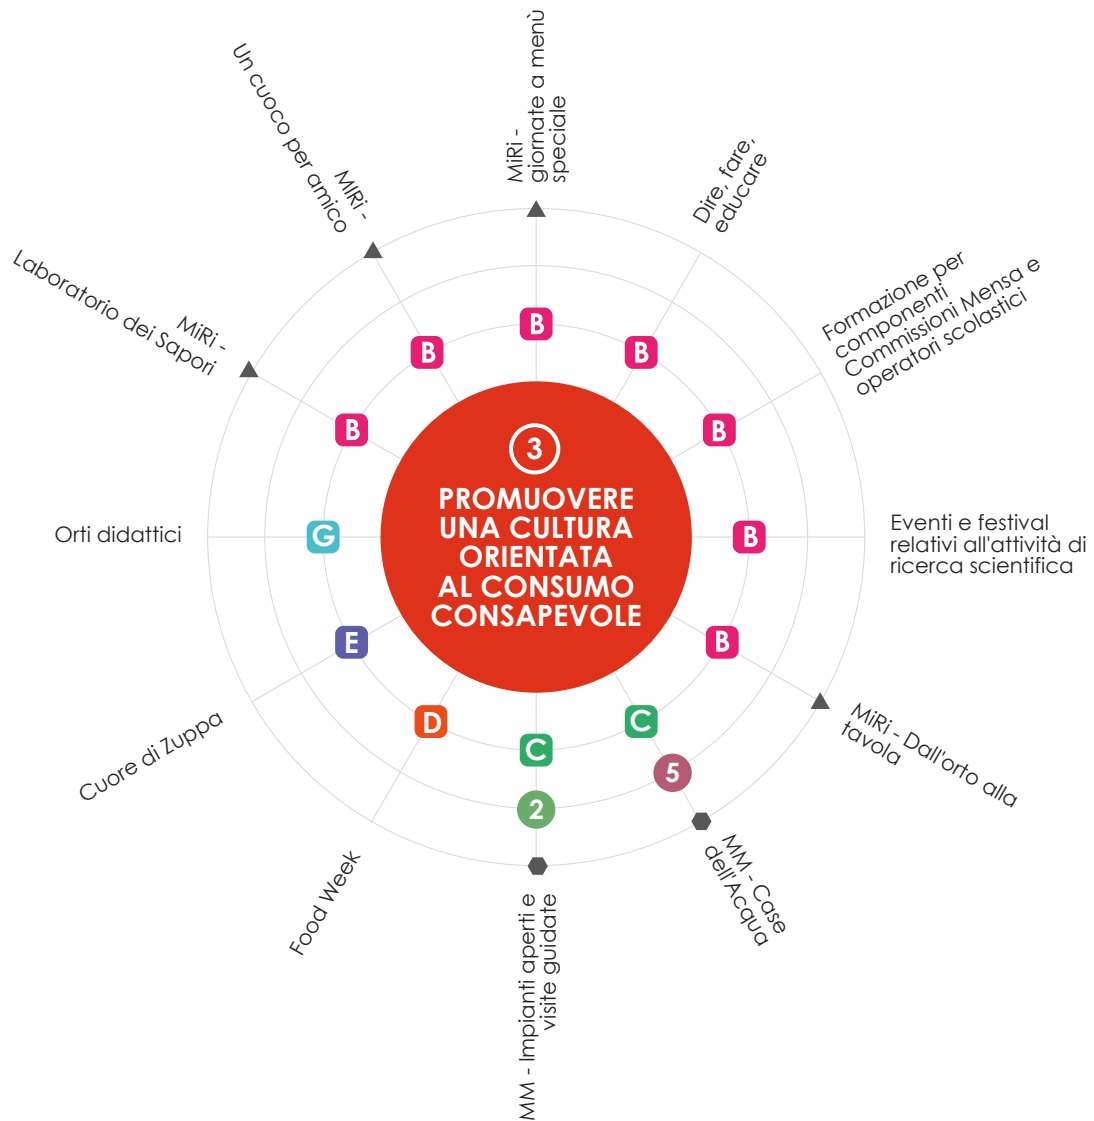 3
PROMUOVERE
UNA CULTURA
ORIENTATA
AL CONSUMO
CONSAPEVOLE
MiRi -
giornate a menù
speciale
B
Dire, fare,
educare
B
Formazione per
componenti
Commissioni Mensa e
operatori scolastici
B
Eventi e festival
relativi all'attività di
ricerca scientifica
B
MiRi - Dall'orto alla
tavola
B
MM - Case
dell'Acqua
C
5
MM - Impianti aperti e
visite guidate
C
2
Food Week
D
Cuore di Zuppa
E
Orti didattici
G
MiRi -
Laboratorio dei Sapori
B
MIRi -
Un cuoco per amico
B